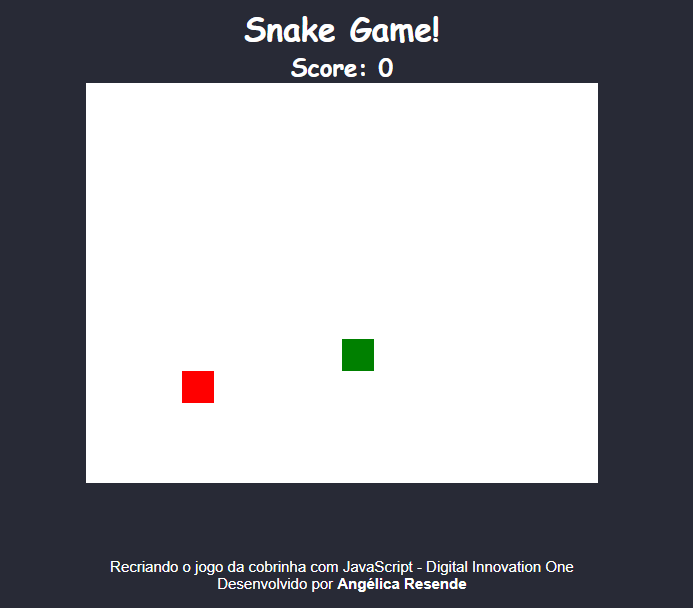 Snake Game!
Score: 0
Recriando o jogo da cobrinha com JavaScript - Digital Innovation One
Desenvolvido por Angélica Resende